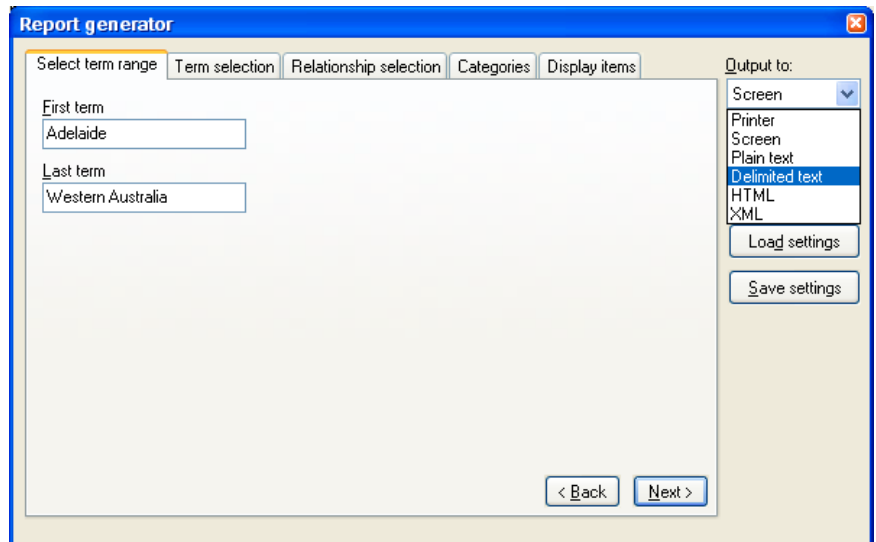 Report generator
Select term range
Term selection
Relationship selection
Categories
Display items
First term
Adelaide
Last term
Western Australia
< Back
Next >
Output to:
Screen
Printer
Screen
Plain text
Delimited text
HTML
XML
Load settings
Save settings